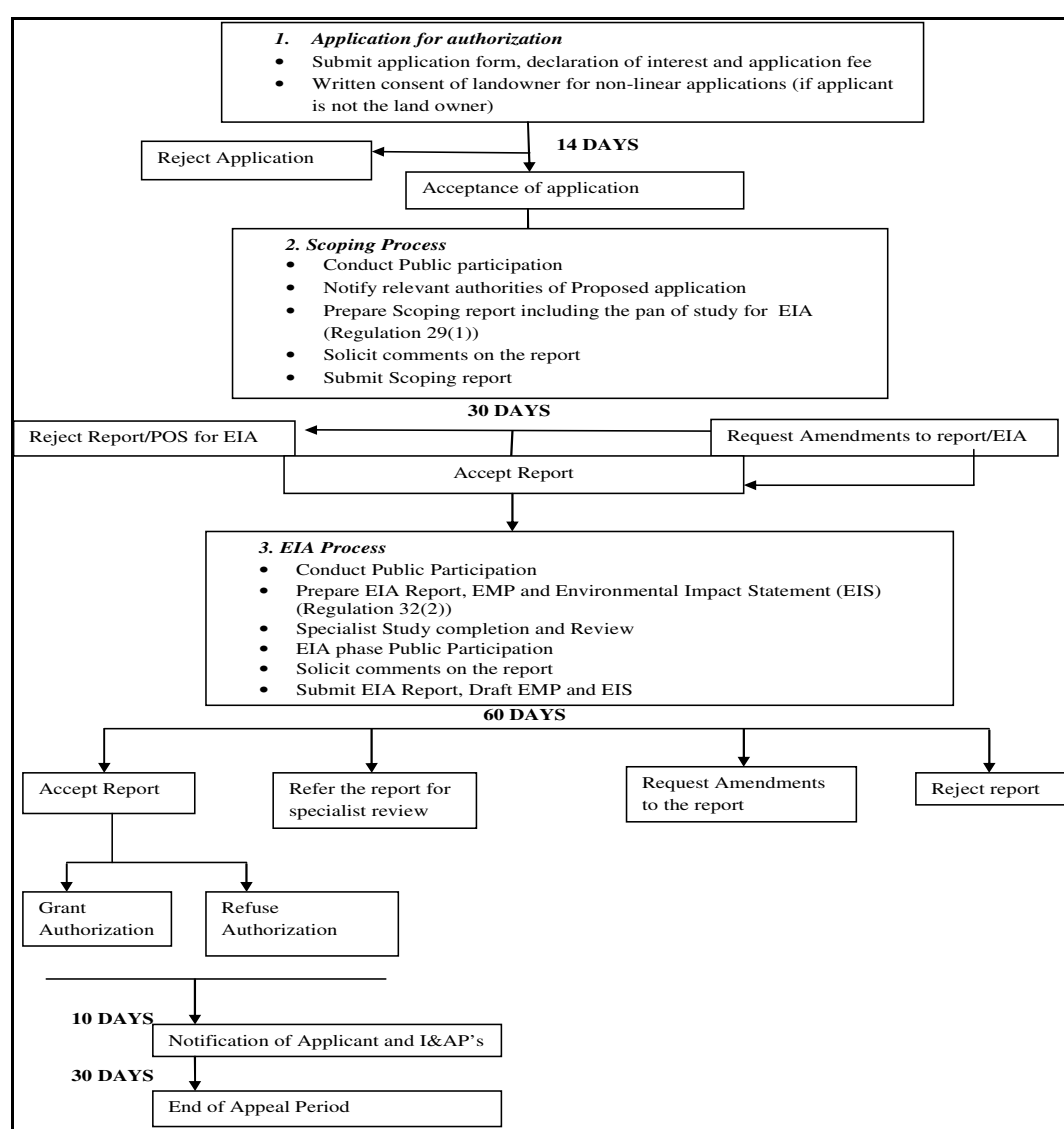 1. Application for authorization
• Submit application form, declaration of interest and application fee
• Written consent of landowner for non-linear applications (if applicant
is not the land owner)
14 DAYS
Reject Application
Acceptance of application
2. Scoping Process
• Conduct Public participation
• Notify relevant authorities of Proposed application
• Prepare Scoping report including the pan of study for EIA
(Regulation 29(1))
• Solicit comments on the report
• Submit Scoping report
30 DAYS
Reject Report/POS for EIA
Request Amendments to report/EIA
Accept Report
3. EIA Process
• Conduct Public Participation
• Prepare EIA Report, EMP and Environmental Impact Statement (EIS)
(Regulation 32(2))
• Specialist Study completion and Review
• EIA phase Public Participation
• Solicit comments on the report
• Submit EIA Report, Draft EMP and EIS
60 DAYS
Accept Report
Refer the report for
specialist review
Request Amendments
to the report
Reject report
Grant
Authorization
Refuse
Authorization
10 DAYS
Notification of Applicant and I&AP's
30 DAYS
End of Appeal Period